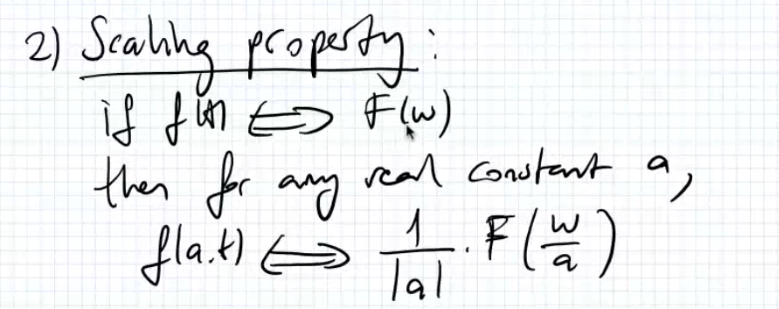 2) Scaling property:
if f(t) ⟺ F(w)
then for any real constant a,
f(a.t) ⟺ 1/|a| . F(w/a)